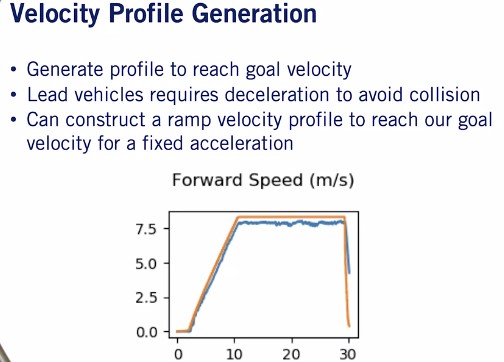 Velocity Profile Generation
• Generate profile to reach goal velocity
• Lead vehicles requires deceleration to avoid collision
• Can construct a ramp velocity profile to reach our goal
velocity for a fixed acceleration
Forward Speed (m/s)
7.5
5.0
2.5
0.0
0 10 20 30